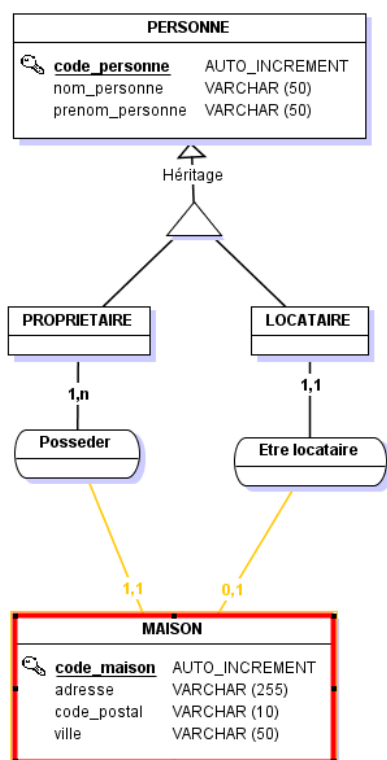 PERSONNE
code_personne AUTO_INCREMENT
nom_personne VARCHAR (50)
prenom_personne VARCHAR (50)
Héritage
PROPRIETAIRE LOCATAIRE
1,n 1,1
Posseder Etre locataire
1,1 0,1
MAISON
code_maison AUTO_INCREMENT
adresse VARCHAR (255)
code_postal VARCHAR (10)
ville VARCHAR (50)